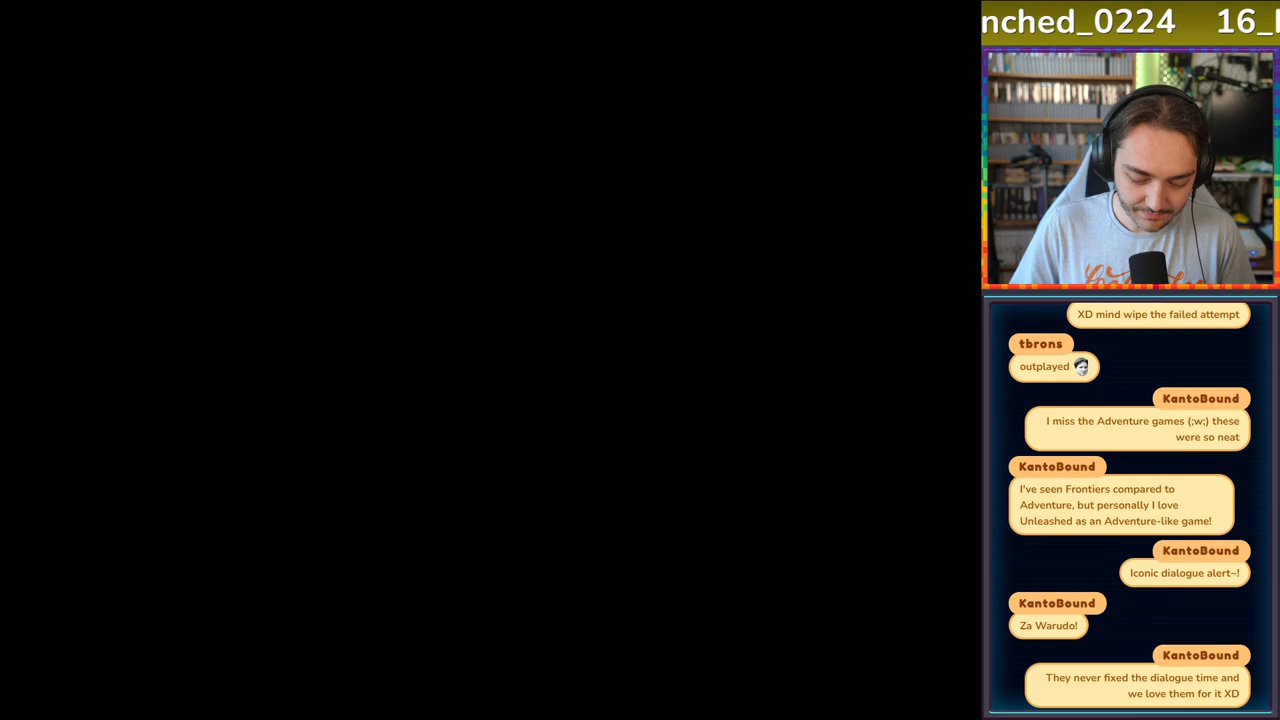 nched_0224 16_
XD mind wipe the failed attempt
tbrons
outplayed
KantoBound
I miss the Adventure games (;w;) these
were so neat
KantoBound
I've seen Frontiers compared to
Adventure, but personally I love
Unleashed as an Adventure-like game!
KantoBound
Iconic dialogue alert~!
KantoBound
Za Warudo!
KantoBound
They never fixed the dialogue time and
we love them for it XD